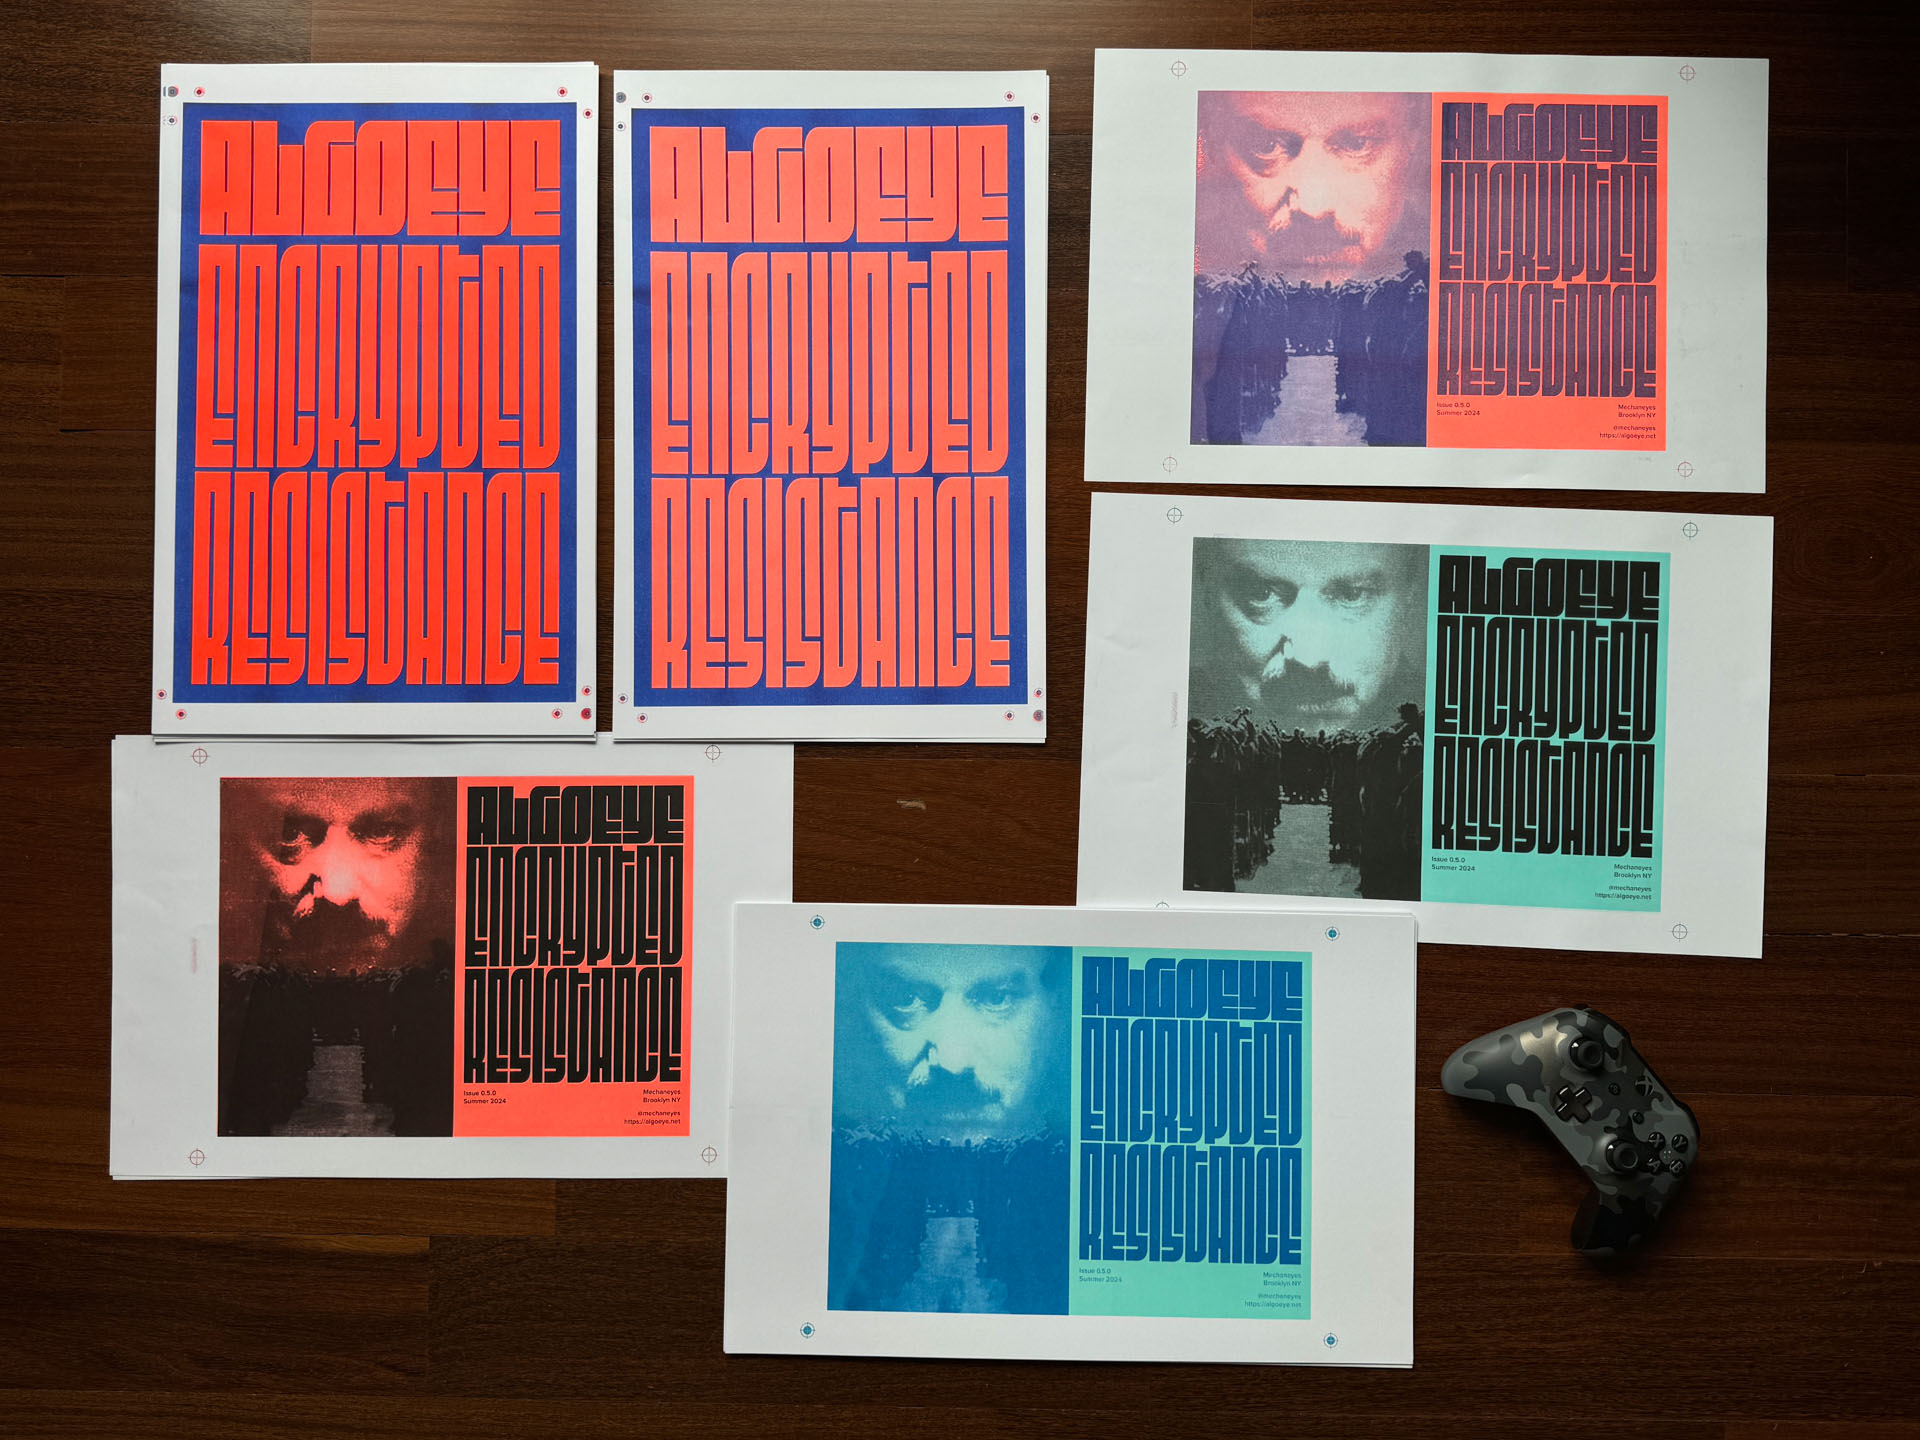 ALGOEYE
ENCRYPTED
RESISTANCE
ALGOEYE
ENCRYPTED
RESISTANCE
ALGOEYE
ENCRYPTED
RESISTANCE
Issue 0.5.0
Summer 2024
Mechaneyes
Brooklyn NY
@mechaneyes
https://algoeye.net
ALGOEYE
ENCRYPTED
RESISTANCE
Issue 0.5.0
Summer 2024
Mechaneyes
Brooklyn NY
@mechaneyes
https://algoeye.net
ALGOEYE
ENCRYPTED
RESISTANCE
Issue 0.5.0
Summer 2024
Mechaneyes
Brooklyn NY
@mechaneyes
https://algoeye.net
ALGOEYE
ENCRYPTED
RESISTANCE
Issue 0.5.0
Summer 2024
Mechaneyes
Brooklyn NY
@mechaneyes
https://algoeye.net
X
Y
A
B